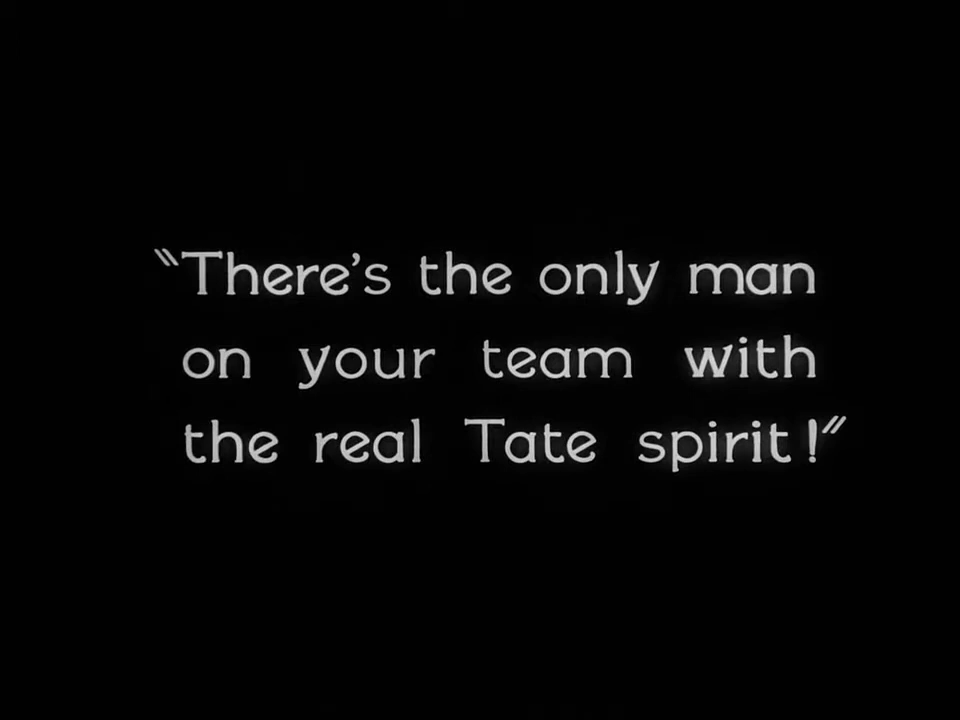 "There's the only man
on your team with
the real Tate spirit!"